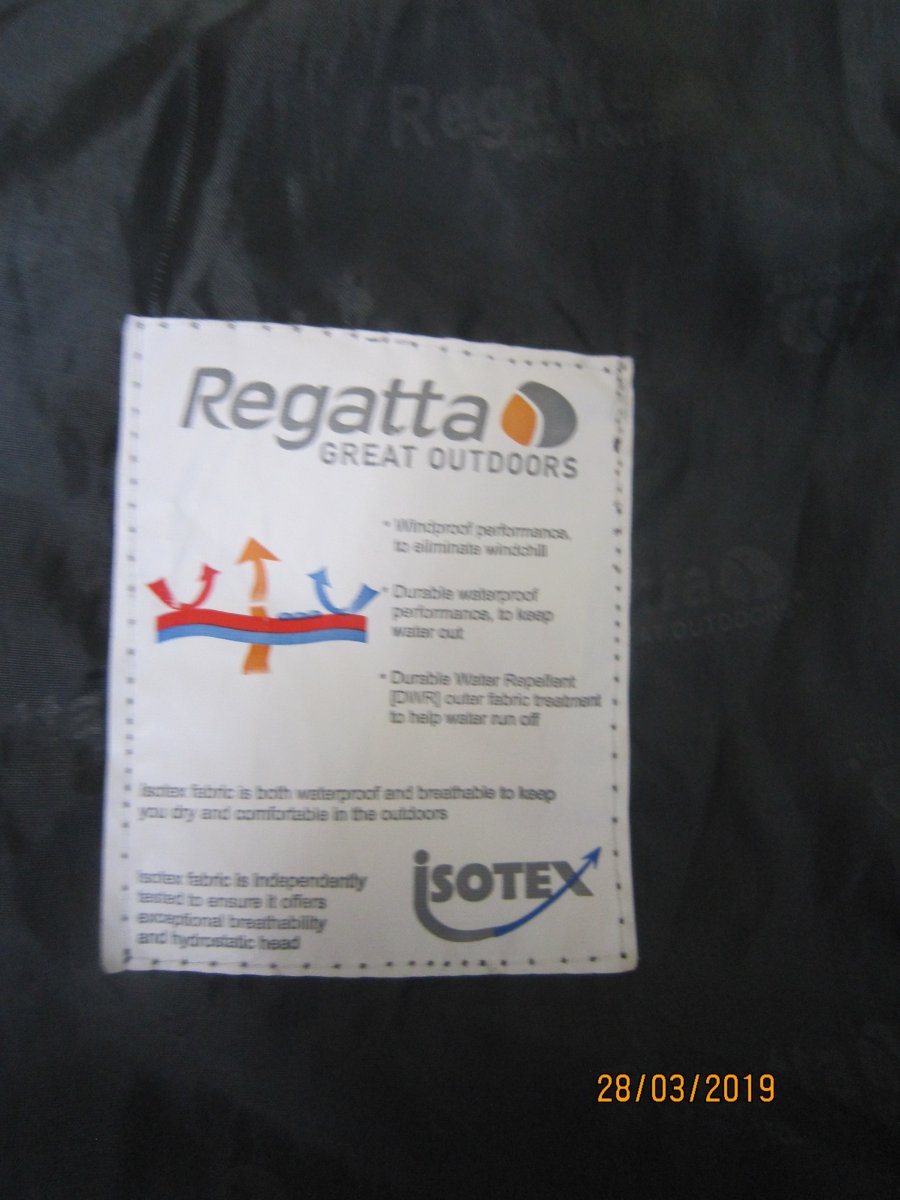 Regatta
GREAT OUTDOORS
• Windproof performance,
to eliminate windchill
• Durable waterproof
performance, to keep
water out
• Durable Water Repellent
[DWR] outer fabric treatment
to help water run off
Isotex fabric is both waterproof and breathable to keep
you dry and comfortable in the outdoors
Isotex fabric is independently
tested to ensure it offers
exceptional breathability
and hydrostatic head
ISOTEX
28/03/2019